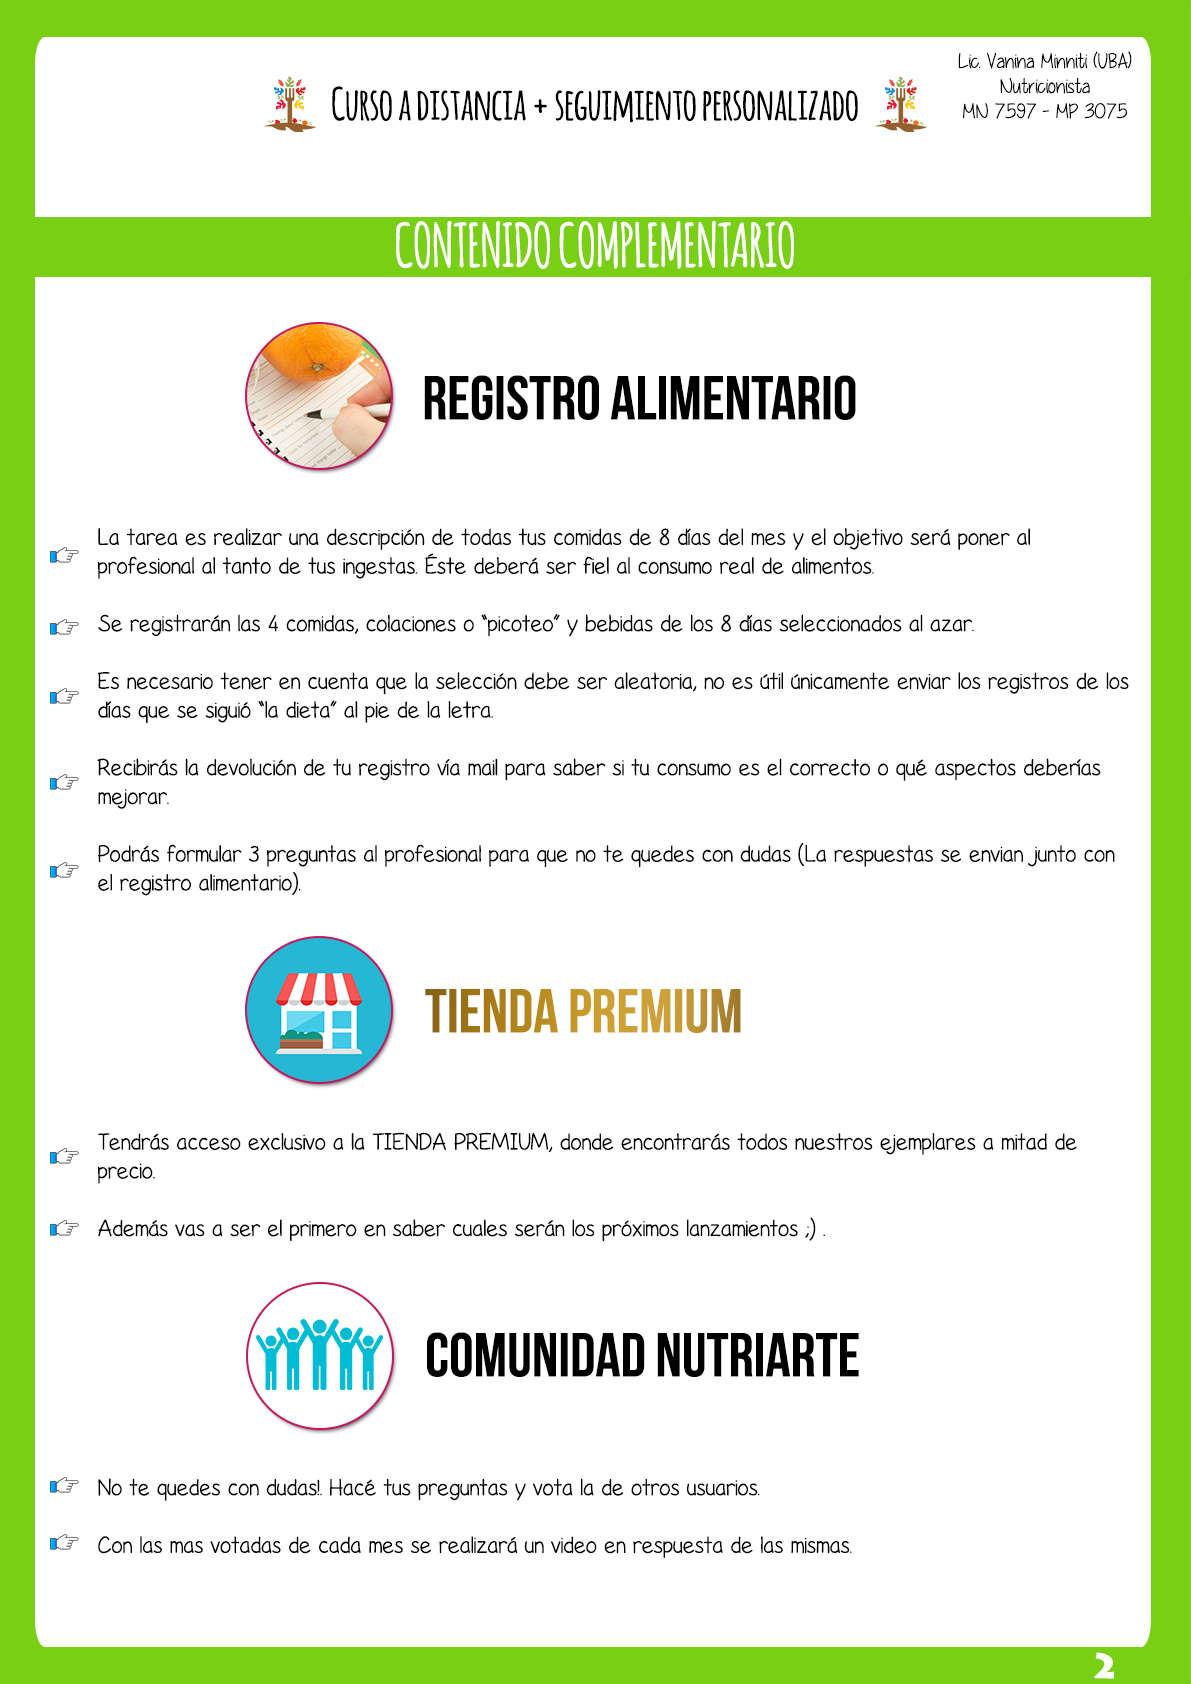 Lic. Vanina Minniti (UBA)
Nutricionista
MN 7597 - MP 3075
CURSO A DISTANCIA + SEGUIMIENTO PERSONALIZADO
CONTENIDO COMPLEMENTARIO
REGISTRO ALIMENTARIO
La tarea es realizar una descripción de todas tus comidas de 8 días del mes y el objetivo será poner al
profesional al tanto de tus ingestas. Éste deberá ser fiel al consumo real de alimentos.
Se registrarán las 4 comidas, colaciones o "picoteo" y bebidas de los 8 días seleccionados al azar.
Es necesario tener en cuenta que la selección debe ser aleatoria, no es útil únicamente enviar los registros de los
días que se siguió "la dieta" al pie de la letra.
Recibirás la devolución de tu registro vía mail para saber si tu consumo es el correcto o qué aspectos deberías
mejorar.
Podrás formular 3 preguntas al profesional para que no te quedes con dudas (La respuestas se envian junto con
el registro alimentario).
TIENDA PREMIUM
Tendrás acceso exclusivo a la TIENDA PREMIUM, donde encontrarás todos nuestros ejemplares a mitad de
precio.
Además vas a ser el primero en saber cuales serán los próximos lanzamientos ;) .
COMUNIDAD NUTRIARTE
No te quedes con dudas!. Hacé tus preguntas y vota la de otros usuarios.
Con las mas votadas de cada mes se realizará un video en respuesta de las mismas.
2